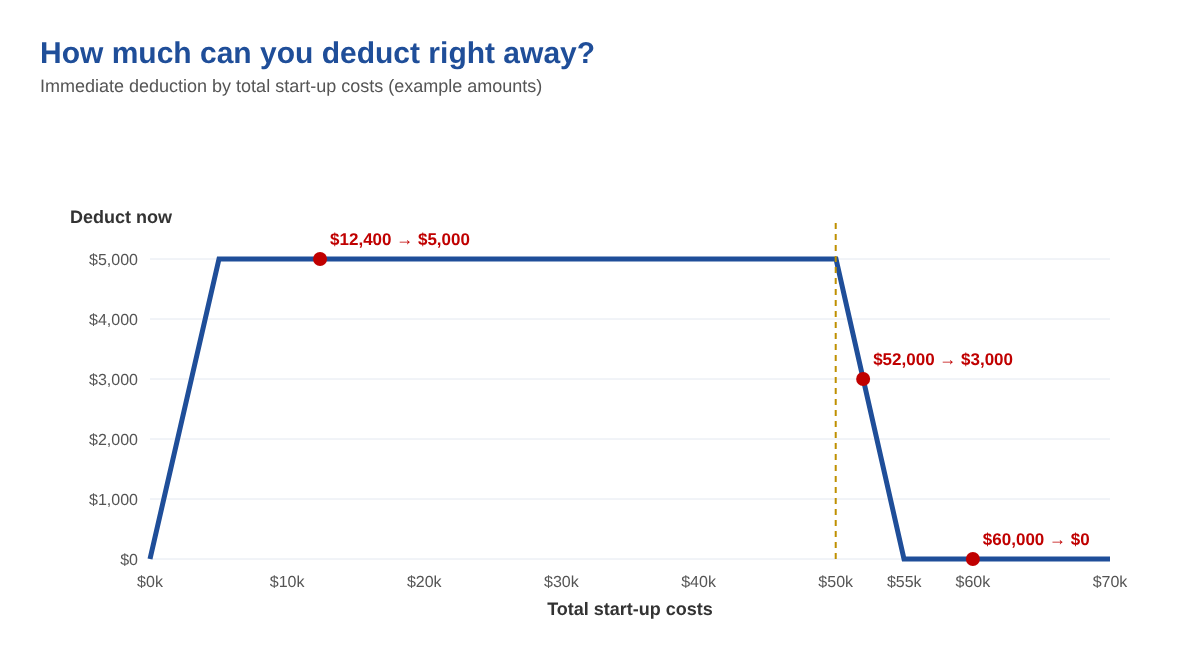 How much can you deduct right away?
Immediate deduction by total start-up costs (example amounts)
Deduct now
$12,400 → $5,000
$5,000
$4,000
$52,000 → $3,000
$3,000
$2,000
$1,000
$60,000 → $0
$0
$0k $10k $20k $30k $40k $50k $55k $60k $70k
Total start-up costs